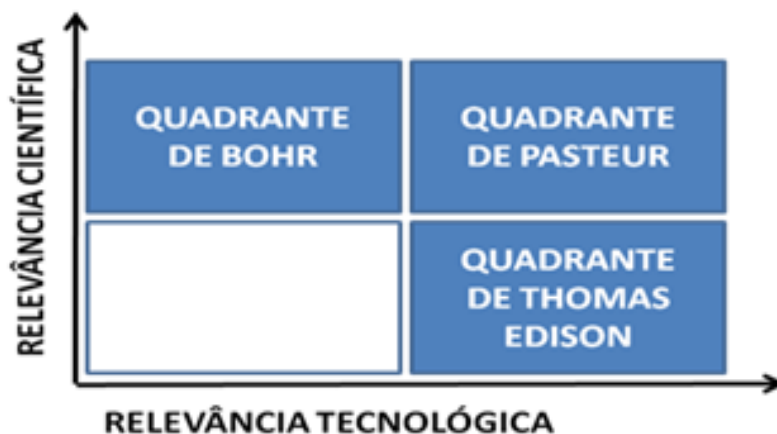 RELEVÂNCIA CIENTÍFICA
QUADRANTE
DE BOHR
QUADRANTE
DE PASTEUR
QUADRANTE
DE THOMAS
EDISON
RELEVÂNCIA TECNOLÓGICA